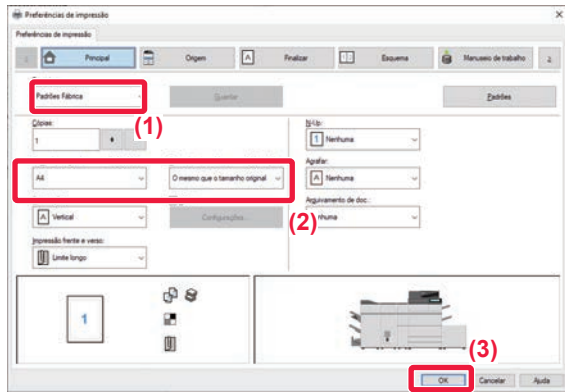 Preferências de impressão
Preferências de impressão
Principal
Origem
Finalizar
Esquema
Manuseio de trabalho
2
Padrões Fábrica
Guardar
Padrões
(1)
Cópias:
1
N-Up:
1 Nenhuma
Agrafar:
A4
O mesmo que o tamanho original
A Nenhuma
Arquivamento de doc.:
(2)
A Vertical
Configurações...
Impressão frente e verso:
Limite longo
1
(3)
OK
Cancelar
Ajuda